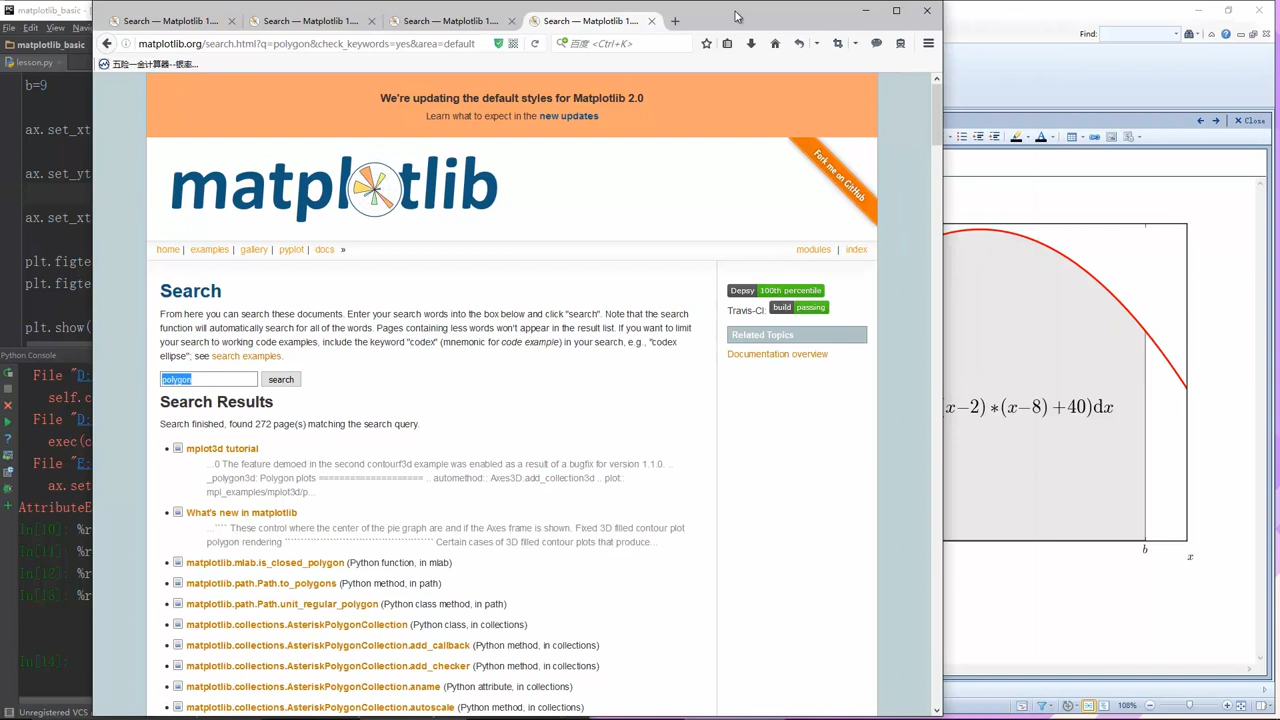 matplotlib_basic
File
Edit
matplotlib_basic
lesson.py
b=9
ax.set_xt
ax.set_yt
ax.set_xt
plt.figte
plt.figte
plt.show(
Python Console
File "D:
self.c
File "D:
exec(c
File "E:
ax.set
AttributeE
In[10]: %r
In[11]: %r
In[12]: %r
In[13]: %r
In[14]:
Unregistered VCS
Search — Matplotlib 1....
Search — Matplotlib 1....
Search — Matplotlib 1....
Search — Matplotlib 1....
matplotlib.org/search.html?q=polygon&check_keywords=yes&area=default
百度 <Ctrl+K>
五险一金计算器--银率...
We're updating the default styles for Matplotlib 2.0
Learn what to expect in the new updates
matplotlib
Fork me on GitHub
home | examples | gallery | pyplot | docs »
modules | index
Search
From here you can search these documents. Enter your search words into the box below and click "search". Note that the search
function will automatically search for all of the words. Pages containing less words won't appear in the result list. If you want to limit
your search to working code examples, include the keyword "codex" (mnemonic for code example) in your search, e.g., "codex
ellipse"; see search examples.
polygon
search
Search Results
Search finished, found 272 page(s) matching the search query.
mplot3d tutorial
...0 The feature demoed in the second contourf3d example was enabled as a result of a bugfix for version 1.1.0. ..
_polygon3d: Polygon plots ==================== .. automethod:: Axes3D.add_collection3d .. plot::
mpl_examples/mplot3d/p...
What's new in matplotlib
...```` These control where the center of the pie graph are and if the Axes frame is shown. Fixed 3D filled contour plot
polygon rendering ``````````````````````````````````````````` Certain cases of 3D filled contour plots that produce...
matplotlib.mlab.is_closed_polygon (Python function, in mlab)
matplotlib.path.Path.to_polygons (Python method, in path)
matplotlib.path.Path.unit_regular_polygon (Python class method, in path)
matplotlib.collections.AsteriskPolygonCollection (Python class, in collections)
matplotlib.collections.AsteriskPolygonCollection.add_callback (Python method, in collections)
matplotlib.collections.AsteriskPolygonCollection.add_checker (Python method, in collections)
matplotlib.collections.AsteriskPolygonCollection.aname (Python attribute, in collections)
matplotlib.collections.AsteriskPolygonCollection.autoscale (Python method, in collections)
Depsy 100th percentile
Travis-CI: build passing
Related Topics
Documentation overview
Find:
Close
x−2)∗(x−8)+40)dx
b
x
108%